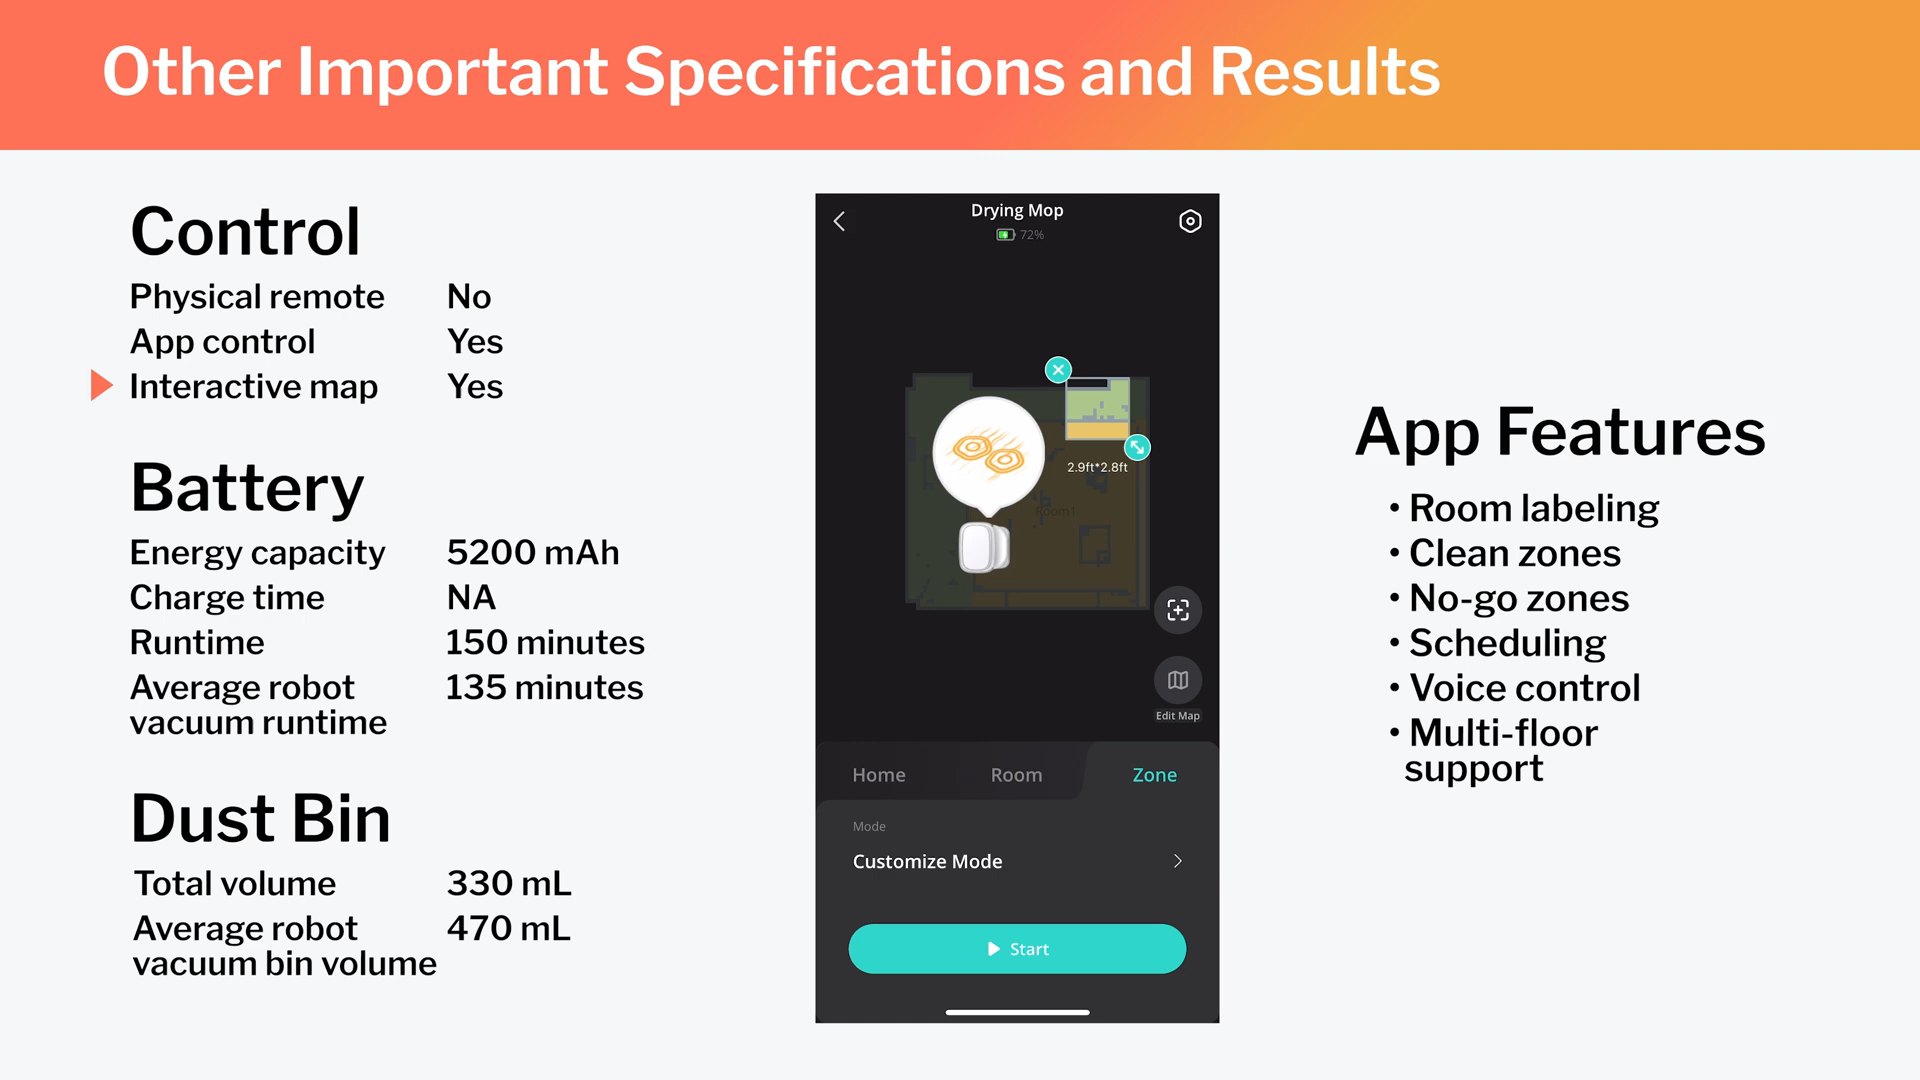 Other Important Specifications and Results
Control
Physical remote No
App control Yes
Interactive map Yes
Battery
Energy capacity 5200 mAh
Charge time NA
Runtime 150 minutes
Average robot 135 minutes
vacuum runtime
Dust Bin
Total volume 330 mL
Average robot 470 mL
vacuum bin volume
Drying Mop
72%
2.9ft*2.8ft
Room1
Edit Map
Home Room Zone
Mode
Customize Mode
Start
App Features
• Room labeling
• Clean zones
• No-go zones
• Scheduling
• Voice control
• Multi-floor
support